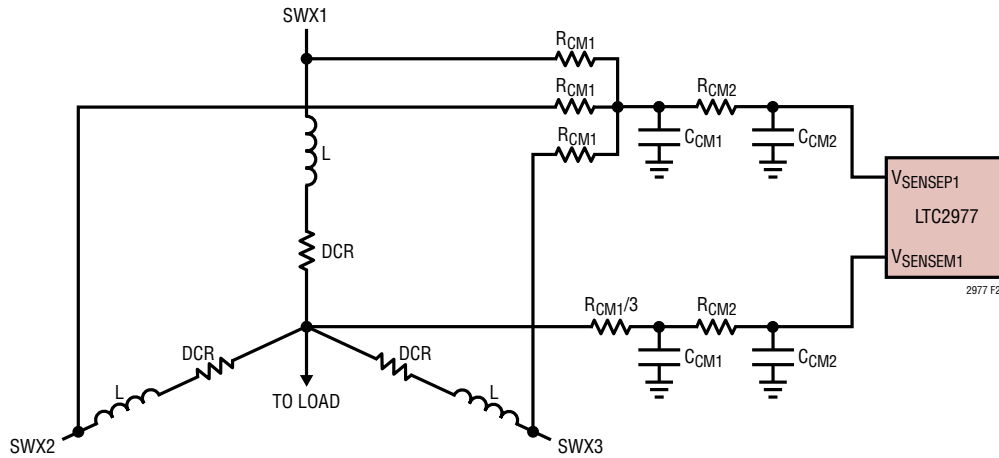 SWX1
RCM1
RCM1
RCM2
RCM1
CCM1
CCM2
L
VSENSEP1
LTC2977
DCR
VSENSEM1
2977 F2
RCM1/3
RCM2
DCR
DCR
CCM1
CCM2
L
TO LOAD
L
SWX2
SWX3